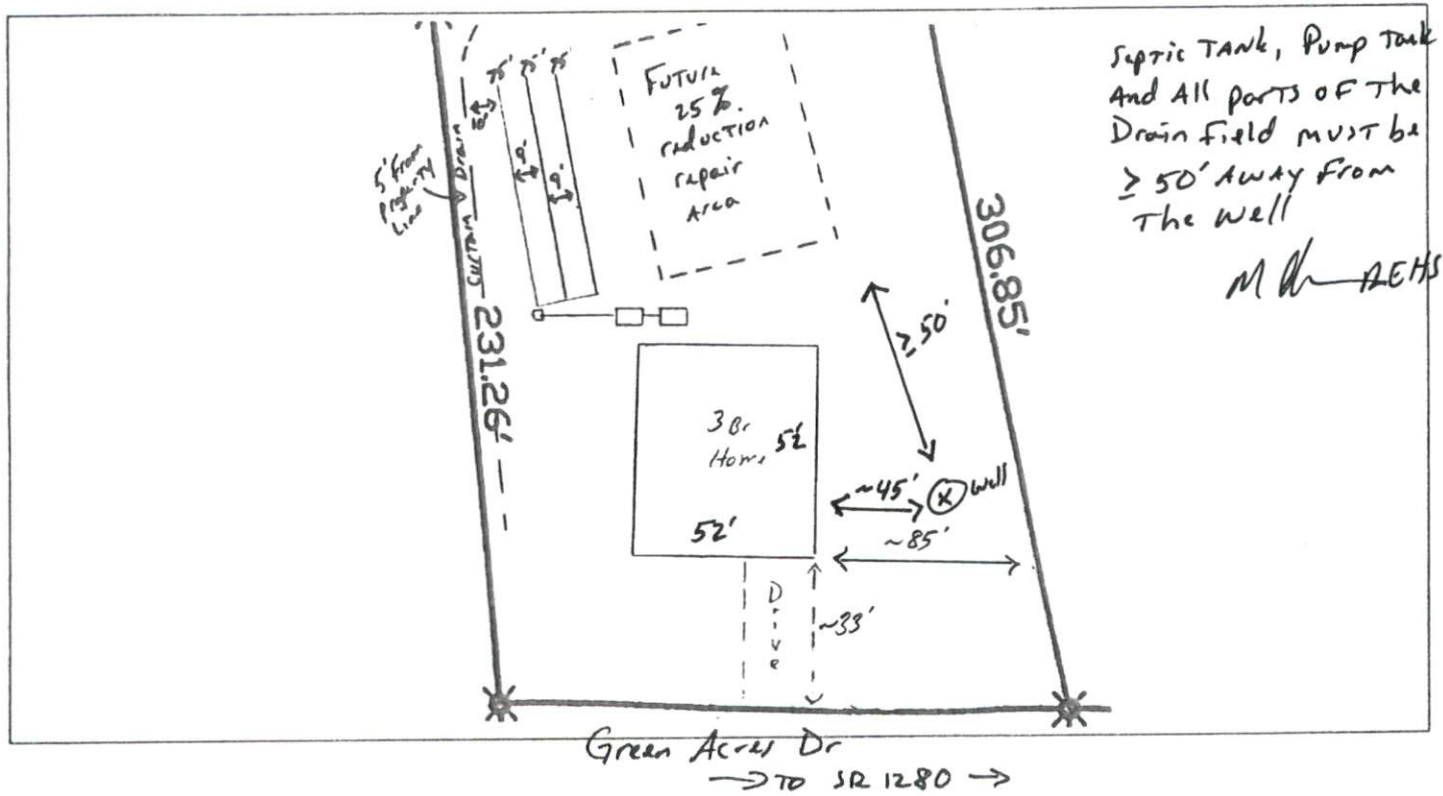 Septic TANK, Pump Tank
And All parts OF The
Drain Field MUST be
≥ 50' AWAY From
The well
REHS
75' 75' 75'
Future
25%
reduction
repair
Area
5' From
Property
Line
Curtain Drain
9'
9'
231.26'
306.85'
≥ 50'
3 Br
Home
52'
52'
~45'
well
~85'
Drive
~33'
Green Acres Dr
→ TO SR 1280 →